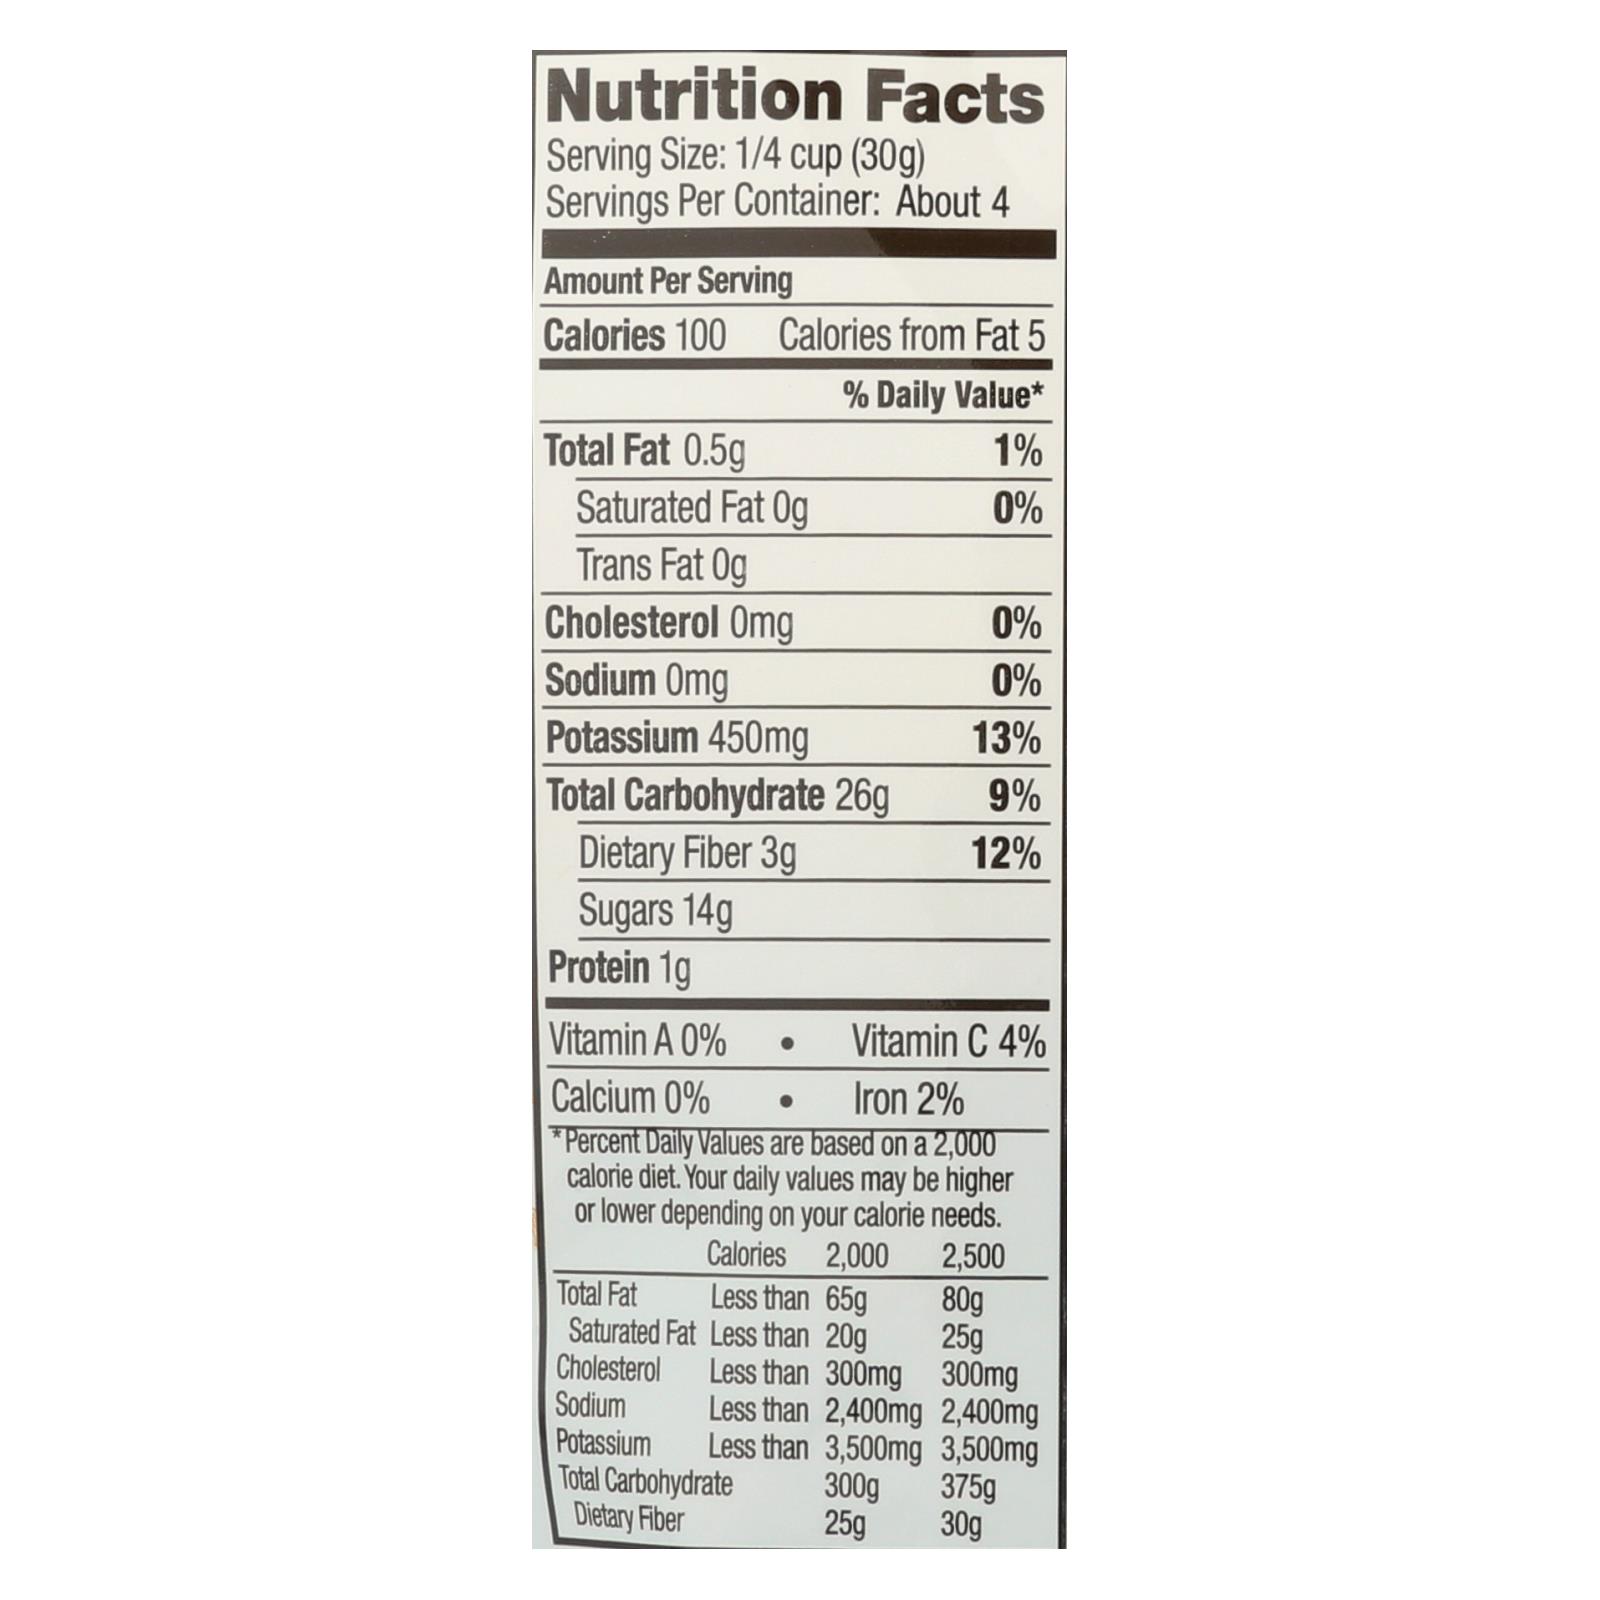 Nutrition Facts
Serving Size: 1/4 cup (30g)
Servings Per Container: About 4
Amount Per Serving
Calories 100 Calories from Fat 5
% Daily Value*
Total Fat 0.5g 1%
Saturated Fat 0g 0%
Trans Fat 0g
Cholesterol 0mg 0%
Sodium 0mg 0%
Potassium 450mg 13%
Total Carbohydrate 26g 9%
Dietary Fiber 3g 12%
Sugars 14g
Protein 1g
Vitamin A 0% • Vitamin C 4%
Calcium 0% • Iron 2%
*Percent Daily Values are based on a 2,000
calorie diet. Your daily values may be higher
or lower depending on your calorie needs.
Calories 2,000 2,500
Total Fat Less than 65g 80g
Saturated Fat Less than 20g 25g
Cholesterol Less than 300mg 300mg
Sodium Less than 2,400mg 2,400mg
Potassium Less than 3,500mg 3,500mg
Total Carbohydrate 300g 375g
Dietary Fiber 25g 30g